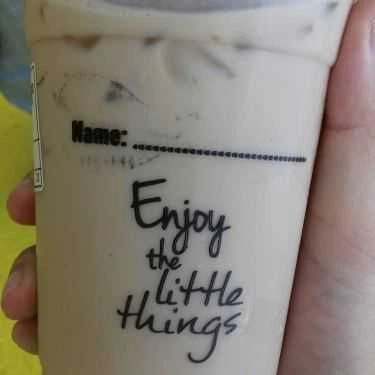 Name: ........................................
Enjoy
the
little
things